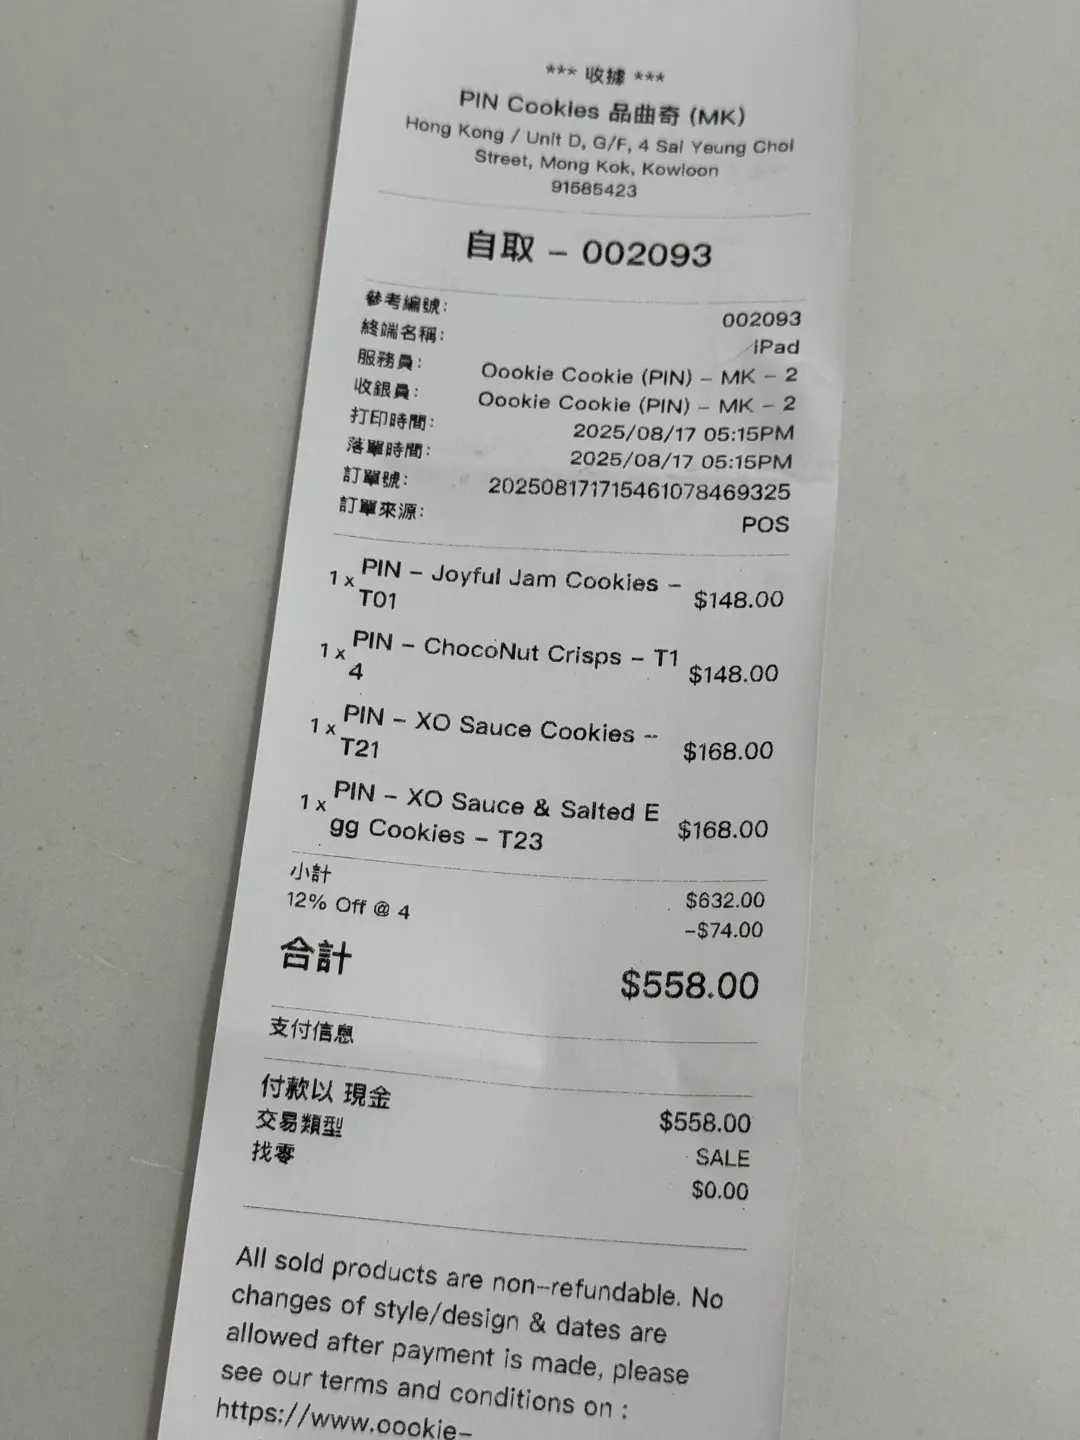 *** 收據 ***
PIN Cookies 品曲奇 (MK)
Hong Kong / Unit D, G/F, 4 Sai Yeung Choi
Street, Mong Kok, Kowloon
91585423
自取 – 002093
參考編號: 002093
終端名稱: iPad
服務員: Oookie Cookie (PIN) – MK – 2
收銀員: Oookie Cookie (PIN) – MK – 2
打印時間: 2025/08/17 05:15PM
落單時間: 2025/08/17 05:15PM
訂單號: 2025081717154610784693​25
訂單來源: POS
1 x PIN – Joyful Jam Cookies – $148.00
T01
1 x PIN – ChocoNut Crisps – T1 $148.00
4
1 x PIN – XO Sauce Cookies – $168.00
T21
1 x PIN – XO Sauce & Salted E $168.00
gg Cookies – T23
小計 $632.00
12% Off @ 4 -$74.00
合計 $558.00
支付信息
付款以 現金 $558.00
交易類型 SALE
找零 $0.00
All sold products are non-refundable. No
changes of style/design & dates are
allowed after payment is made, please
see our terms and conditions on :
https://www.oookie-